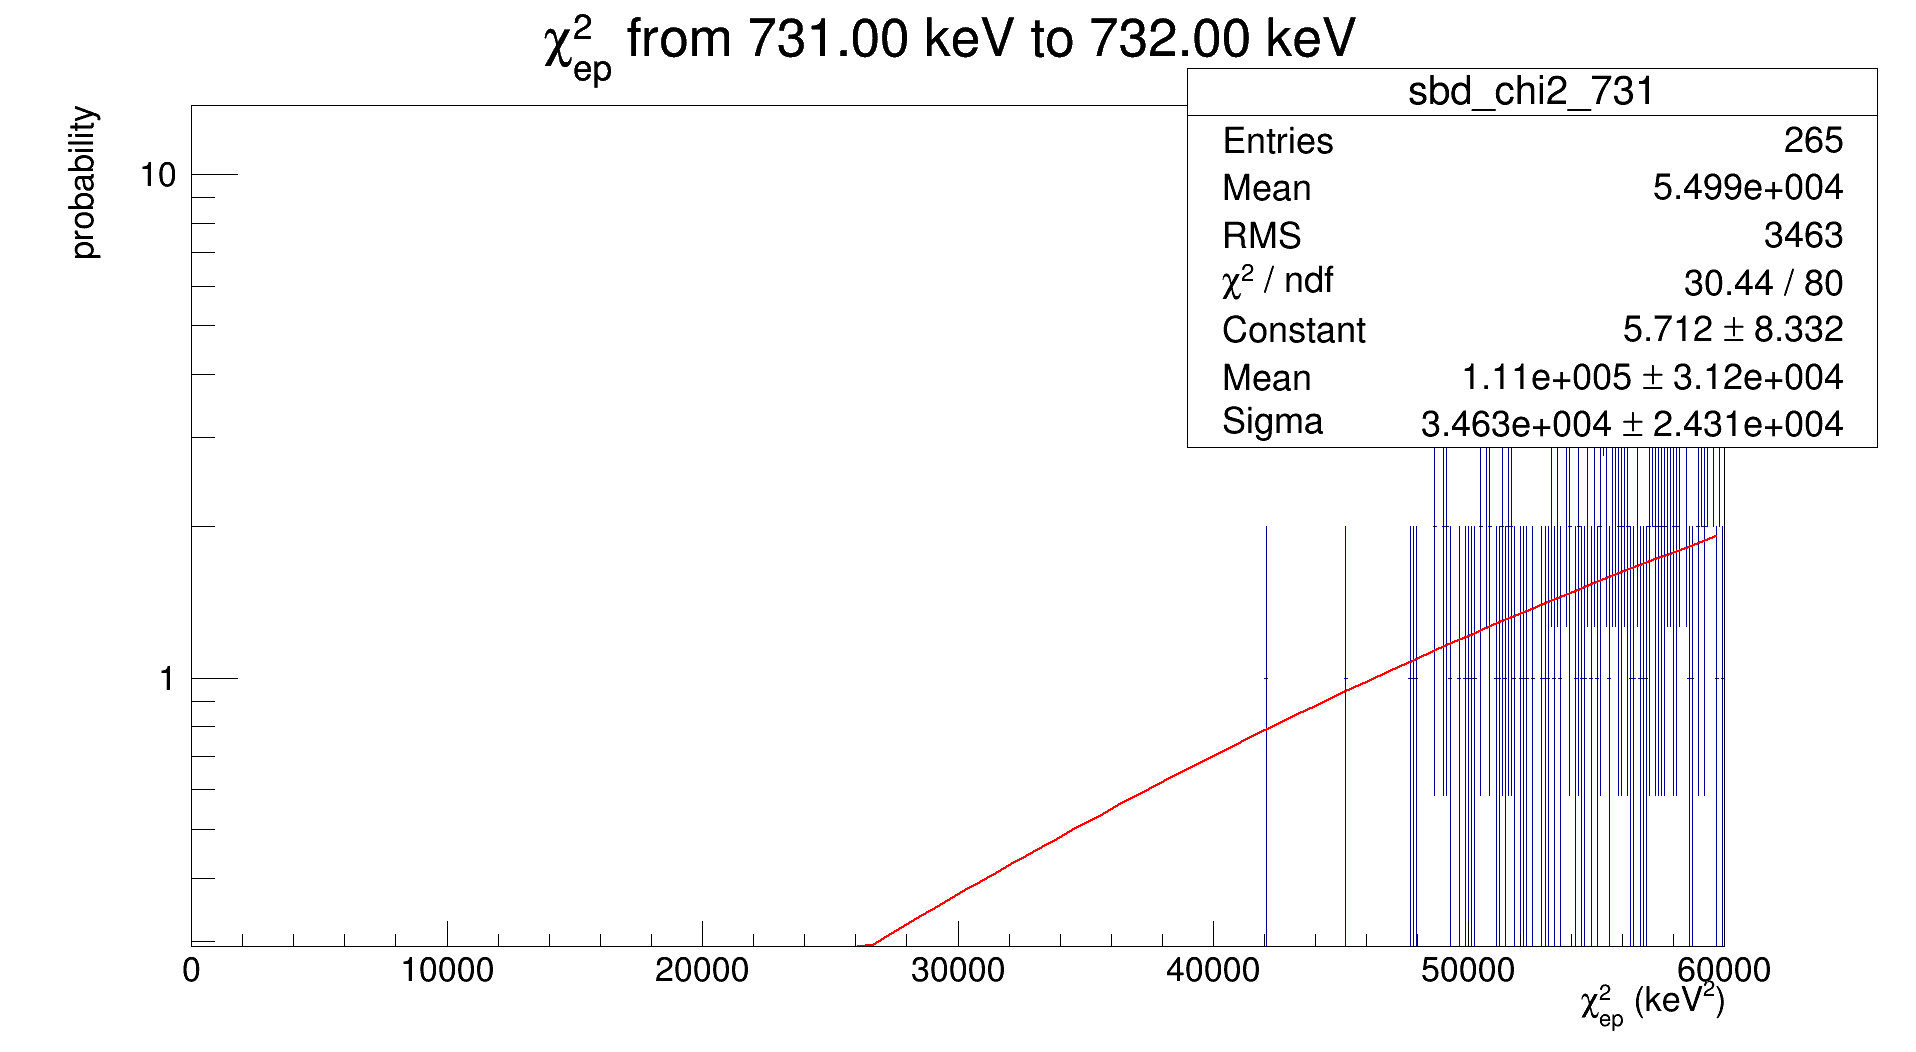 χ²ep from 731.00 keV to 732.00 keV
probability
sbd_chi2_731
Entries 265
Mean 5.499e+004
RMS 3463
χ² / ndf 30.44 / 80
Constant 5.712 ± 8.332
Mean 1.11e+005 ± 3.12e+004
Sigma 3.463e+004 ± 2.431e+004
10
1
0 10000 20000 30000 40000 50000 60000
χ²ep (keV²)